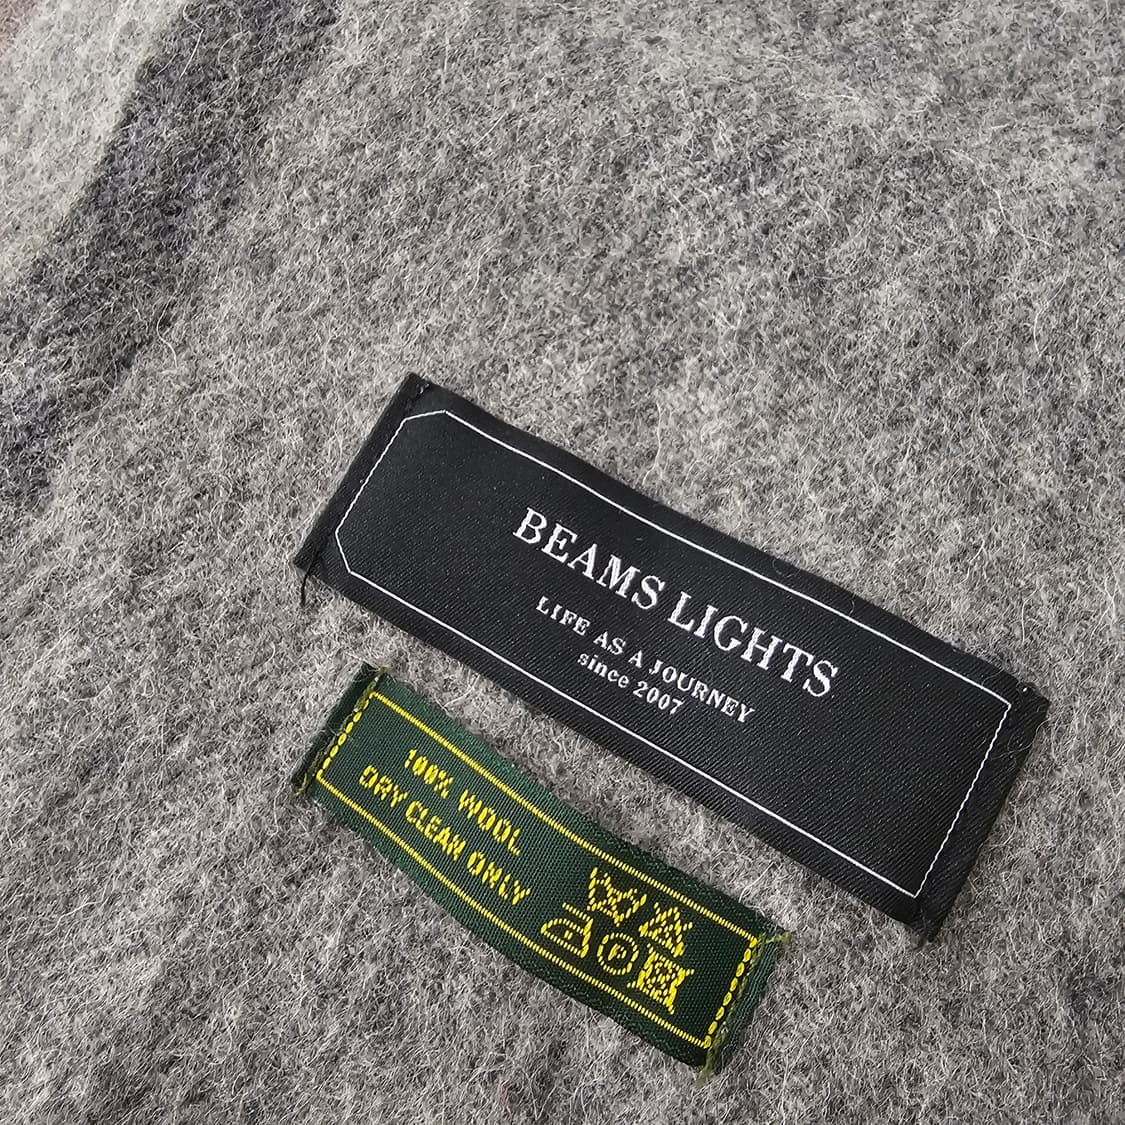 BEAMS LIGHTS
LIFE AS A JOURNEY
since 2007
100% WOOL
DRY CLEAN ONLY
P